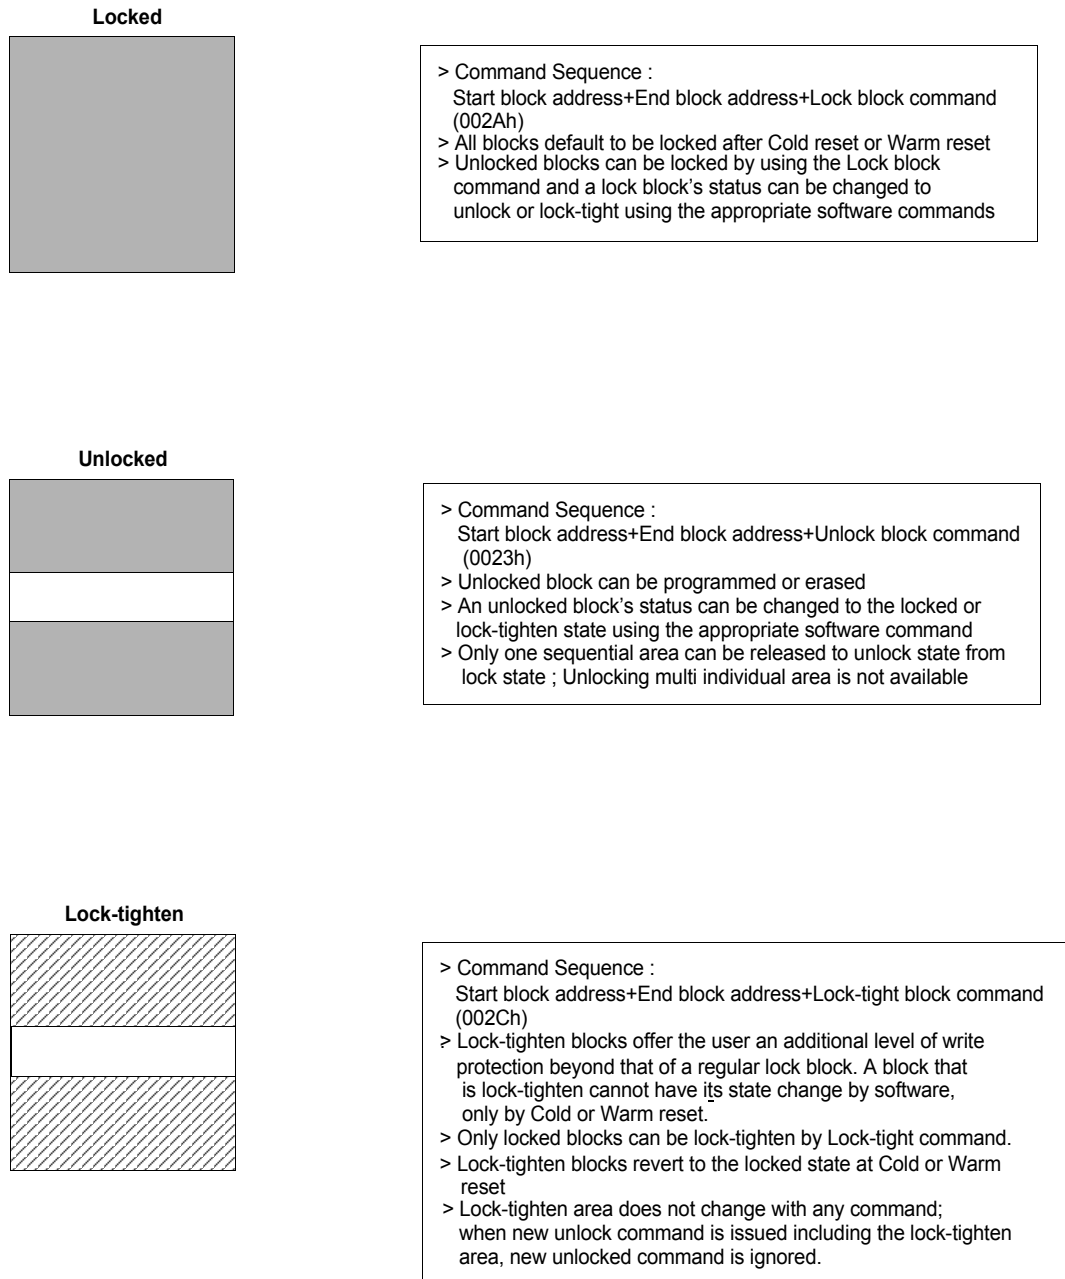 Locked
> Command Sequence :
Start block address+End block address+Lock block command
(002Ah)
> All blocks default to be locked after Cold reset or Warm reset
> Unlocked blocks can be locked by using the Lock block
command and a lock block’s status can be changed to
unlock or lock-tight using the appropriate software commands
Unlocked
> Command Sequence :
Start block address+End block address+Unlock block command
(0023h)
> Unlocked block can be programmed or erased
> An unlocked block’s status can be changed to the locked or
lock-tighten state using the appropriate software command
> Only one sequential area can be released to unlock state from
lock state ; Unlocking multi individual area is not available
Lock-tighten
> Command Sequence :
Start block address+End block address+Lock-tight block command
(002Ch)
> Lock-tighten blocks offer the user an additional level of write
protection beyond that of a regular lock block. A block that
is lock-tighten cannot have its state change by software,
only by Cold or Warm reset.
> Only locked blocks can be lock-tighten by Lock-tight command.
> Lock-tighten blocks revert to the locked state at Cold or Warm
reset
> Lock-tighten area does not change with any command;
when new unlock command is issued including the lock-tighten
area, new unlocked command is ignored.